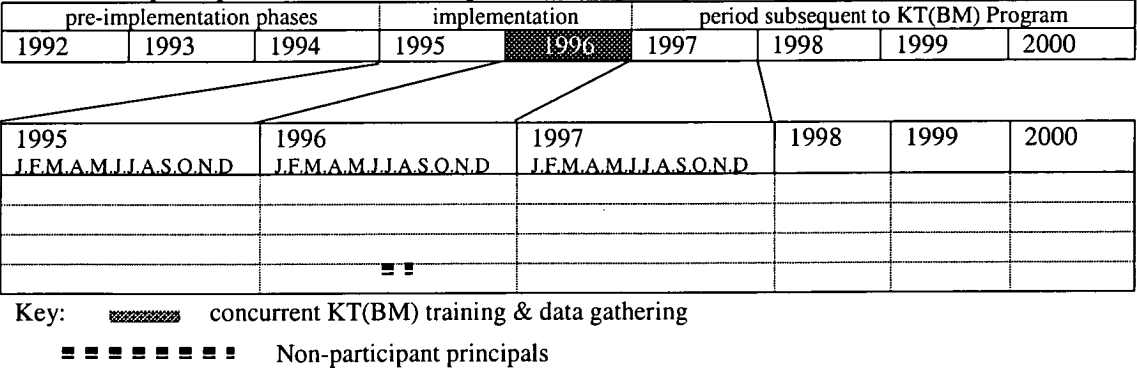 pre-implementation phases implementation period subsequent to KT(BM) Program
1992 1993 1994 1995 1996 1997 1998 1999 2000
1995 1996 1997 1998 1999 2000
J.F.M.A.M.J.J.A.S.O.N.D J.F.M.A.M.J.J.A.S.O.N.D J.F.M.A.M.J.J.A.S.O.N.D
Key: concurrent KT(BM) training & data gathering
Non-participant principals